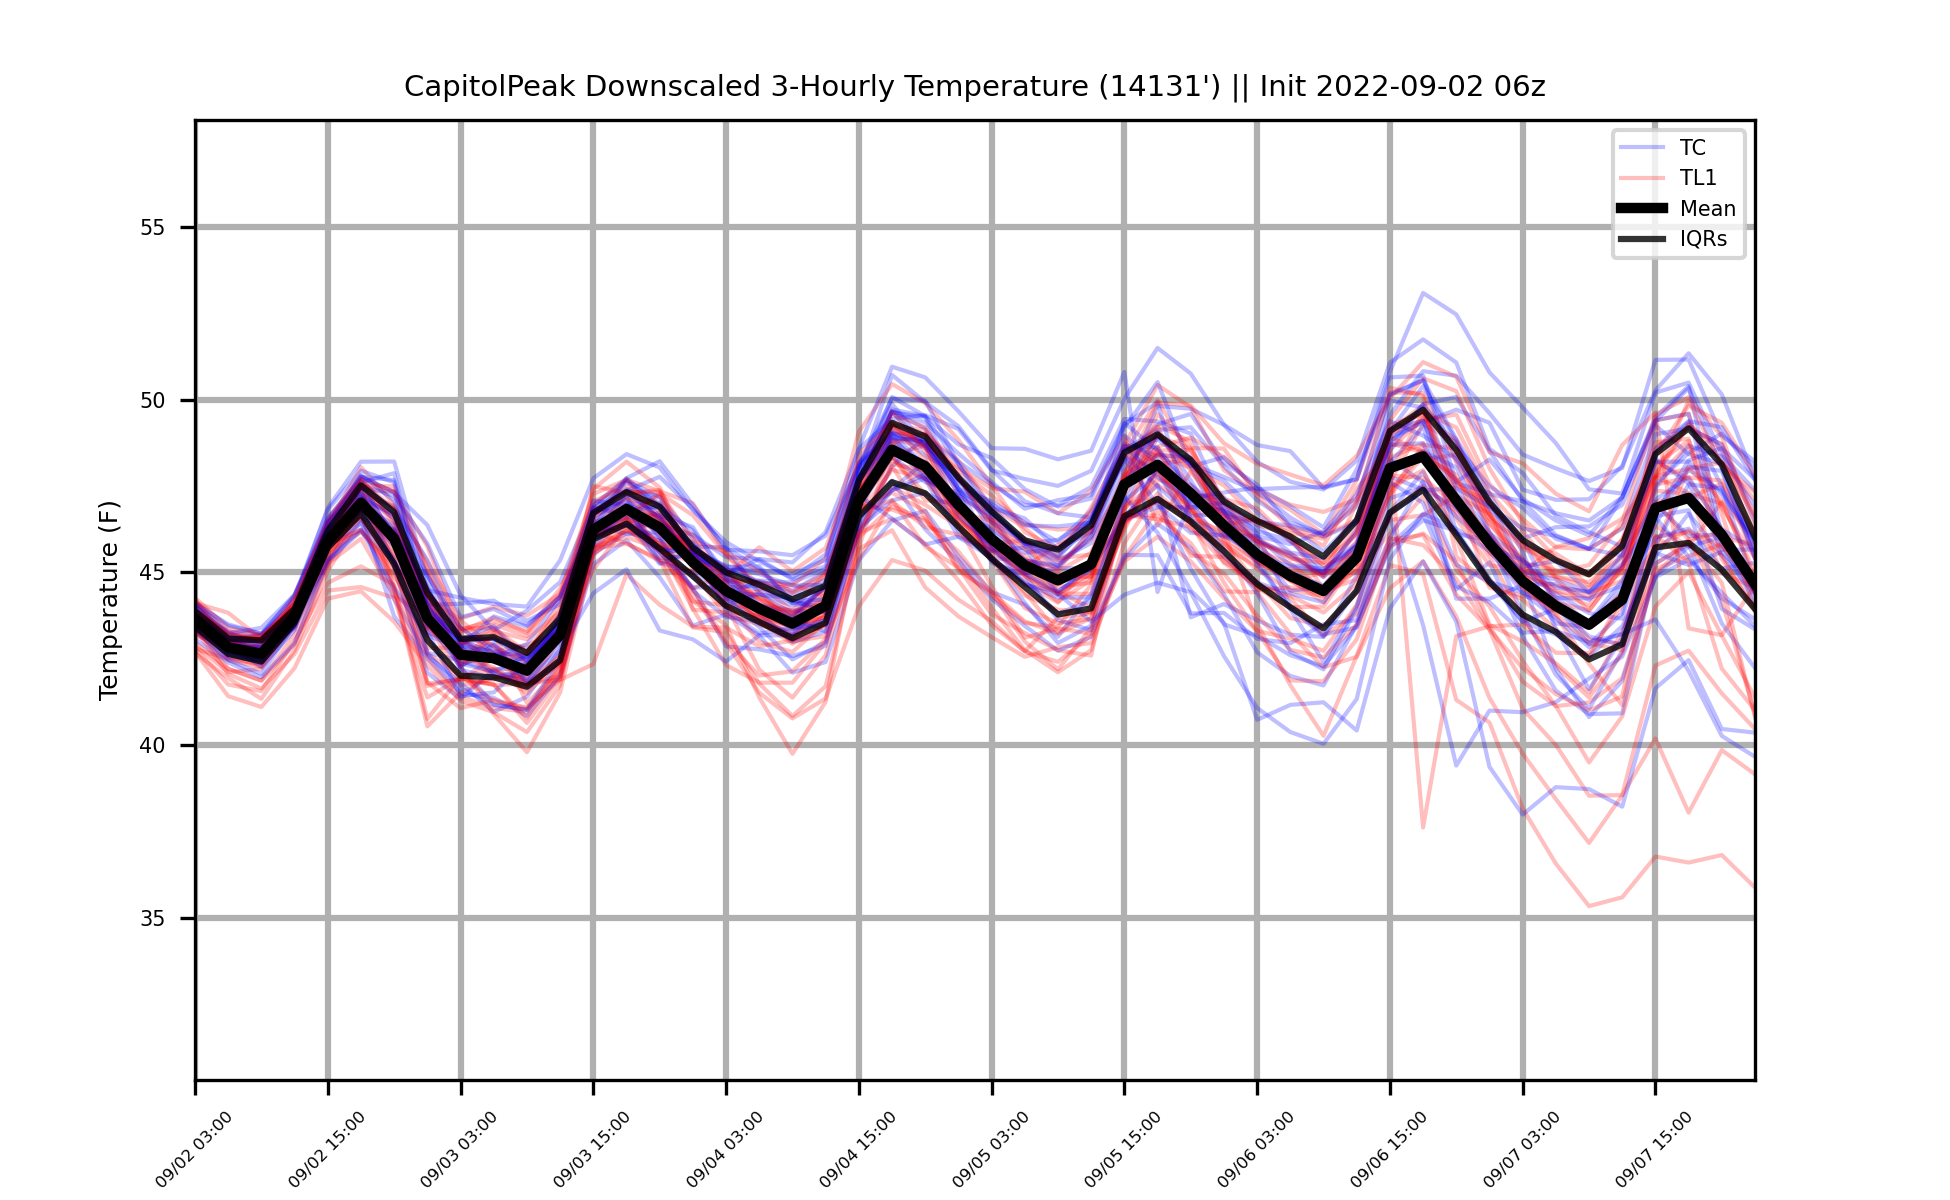 CapitolPeak Downscaled 3-Hourly Temperature (14131') || Init 2022-09-02 06z
TC
TL1
Mean
IQRs
Temperature (F)
55
50
45
40
35
09/02 03:00
09/02 15:00
09/03 03:00
09/03 15:00
09/04 03:00
09/04 15:00
09/05 03:00
09/05 15:00
09/06 03:00
09/06 15:00
09/07 03:00
09/07 15:00